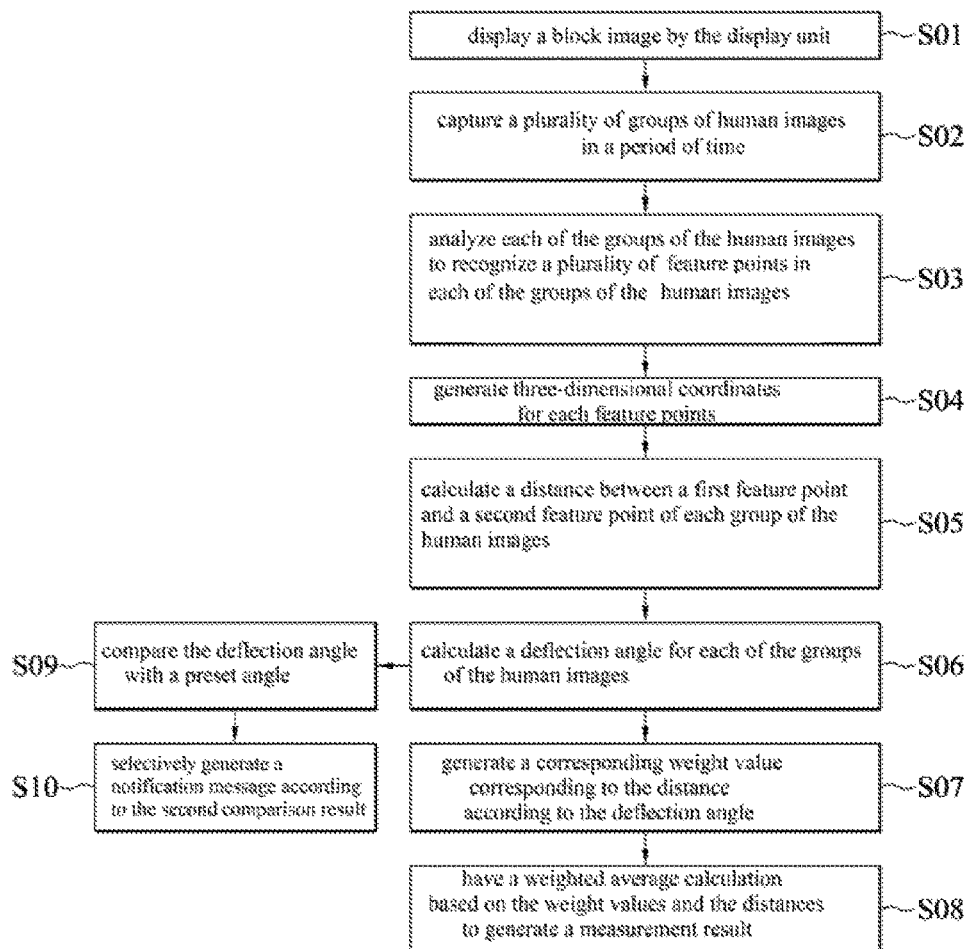 display a block image by the display unit
S01
capture a plurality of groups of human images
in a period of time
S02
analyze each of the groups of the human images
to recognize a plurality of feature points in
each of the groups of the human images
S03
generate three-dimensional coordinates
for each feature points
S04
calculate a distance between a first feature point
and a second feature point of each group of the
human images
S05
S09
compare the deflection angle
with a preset angle
calculate a deflection angle for each of the groups
of the human images
S06
S10
selectively generate a
notification message according
to the second comparison result
generate a corresponding weight value
corresponding to the distance
according to the deflection angle
S07
have a weighted average calculation
based on the weight values and the distances
to generate a measurement result
S08